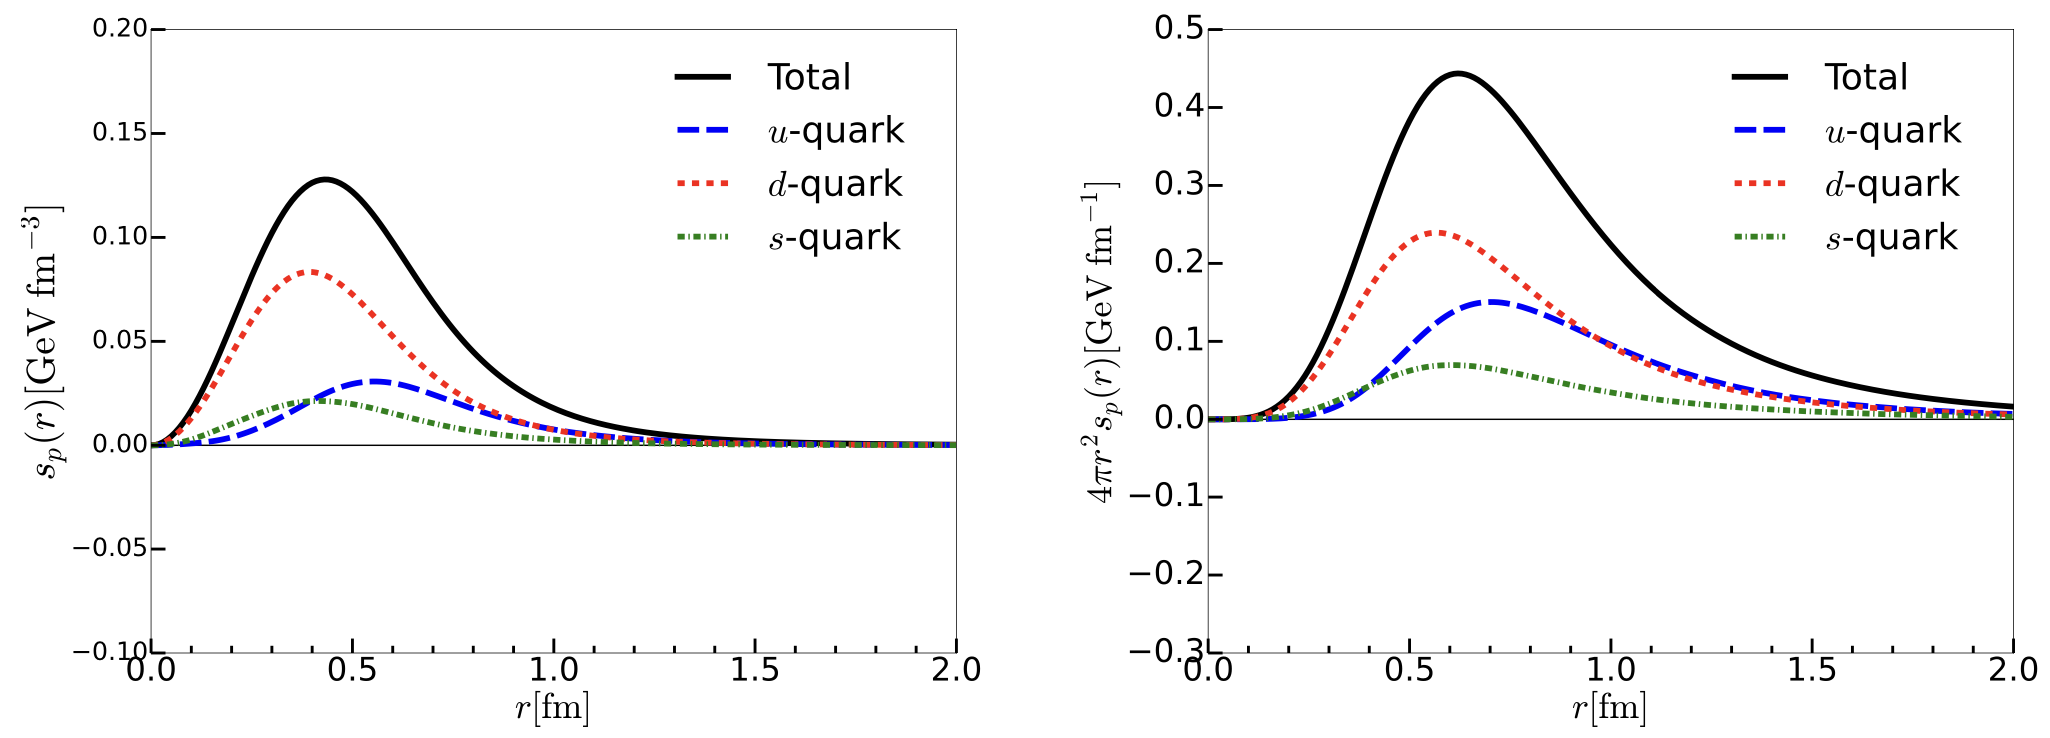 0.20
0.15
0.10
0.05
0.00
−0.05
−0.10
s_p(r)[GeV fm^{−3}]
Total
u-quark
d-quark
s-quark
0.0 0.5 1.0 1.5 2.0
r[fm]
0.5
0.4
0.3
0.2
0.1
0.0
−0.1
−0.2
−0.3
4πr^2 s_p(r)[GeV fm^{−1}]
Total
u-quark
d-quark
s-quark
0.0 0.5 1.0 1.5 2.0
r[fm]